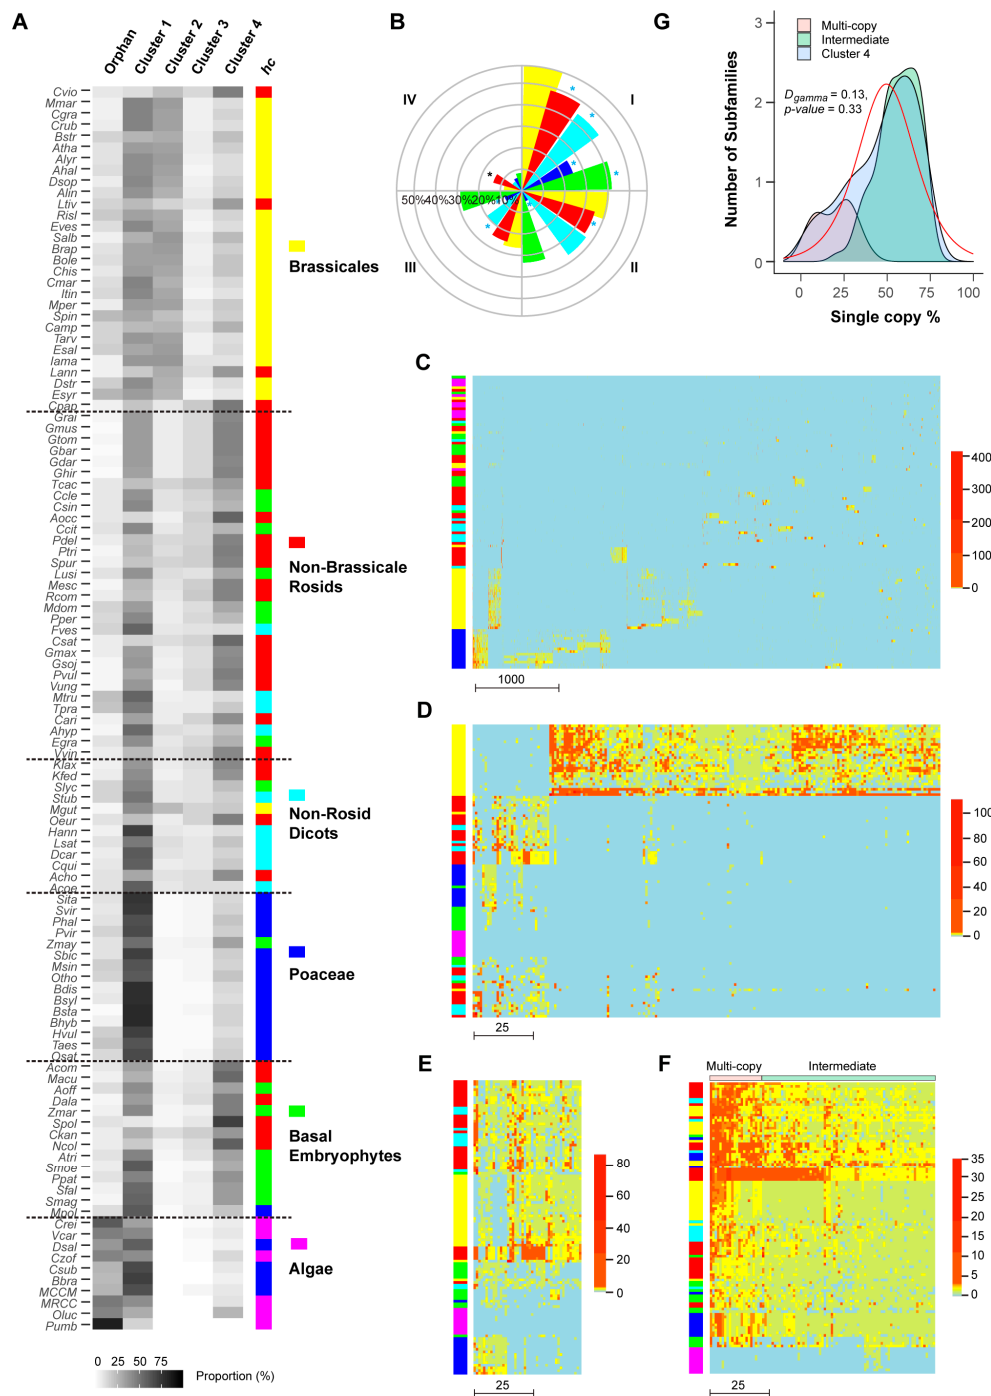 A
Orphan
Cluster 1
Cluster 2
Cluster 3
Cluster 4
hc
Cvio
Mmar
Cgra
Crub
Bstr
Atha
Alyr
Ahal
Dsop
Alin
Ltiv
Risl
Eves
Salb
Brap
Bole
Chis
Cmar
Itin
Mper
Spin
Camp
Tarv
Esal
Iama
Lann
Dstr
Esyr
Cpap
Grai
Gmus
Gtom
Gbar
Gdar
Ghir
Tcac
Ccle
Csin
Aocc
Ccit
Pdel
Ptri
Spur
Lusi
Mesc
Rcom
Mdom
Pper
Fves
Csat
Gmax
Gsoj
Pvul
Vung
Mtru
Tpra
Cari
Ahyp
Egra
Vvin
Klax
Kfed
Slyc
Stub
Mgut
Oeur
Hann
Lsat
Dcar
Cqui
Acho
Acoe
Sita
Svir
Phal
Pvir
Zmay
Sbic
Msin
Otho
Bdis
Bsyl
Bsta
Bhyb
Hvul
Taes
Osat
Acom
Macu
Aoff
Dala
Zmar
Spol
Ckan
Ncol
Atri
Smoe
Ppat
Sfal
Smag
Mpol
Crei
Vcar
Dsal
Czof
Csub
Bbra
MCCM
MRCC
Oluc
Pumb
Brassicales
Non-Brassicale
Rosids
Non-Rosid
Dicots
Poaceae
Basal
Embryophytes
Algae
0 25 50 75
Proportion (%)
B
IV
I
III
II
50%40%30%20%10%
*
*
*
*
*
*
*
*
G
Multi-copy
Intermediate
Cluster 4
D gamma = 0.13,
p-value = 0.33
Number of Subfamilies
3
2
1
0
0 25 50 75 100
Single copy %
C
400
300
200
100
0
1000
D
100
80
60
40
20
0
25
E
80
60
40
20
0
25
F
Multi-copy
Intermediate
35
30
25
20
15
10
5
0
25